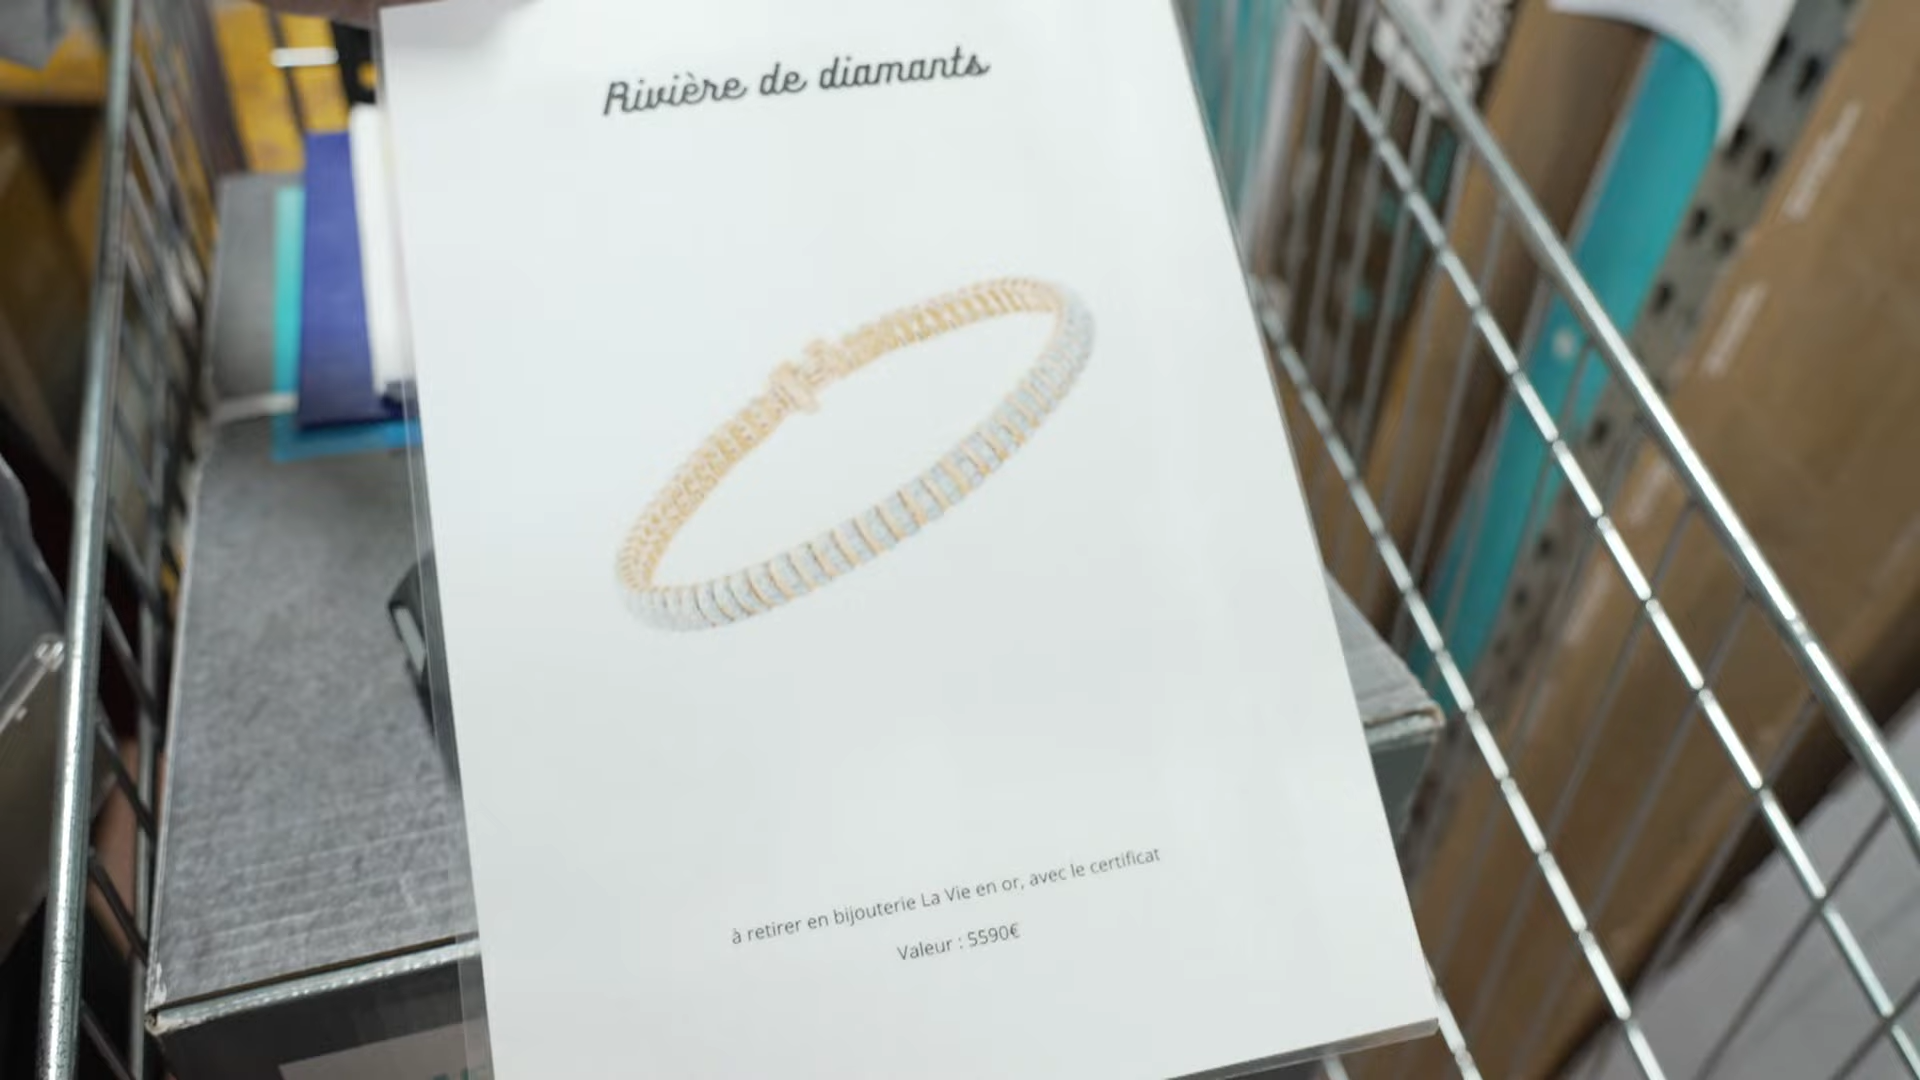 Rivière de diamants
à retirer en bijouterie La Vie en or, avec le certificat
Valeur : 5590€